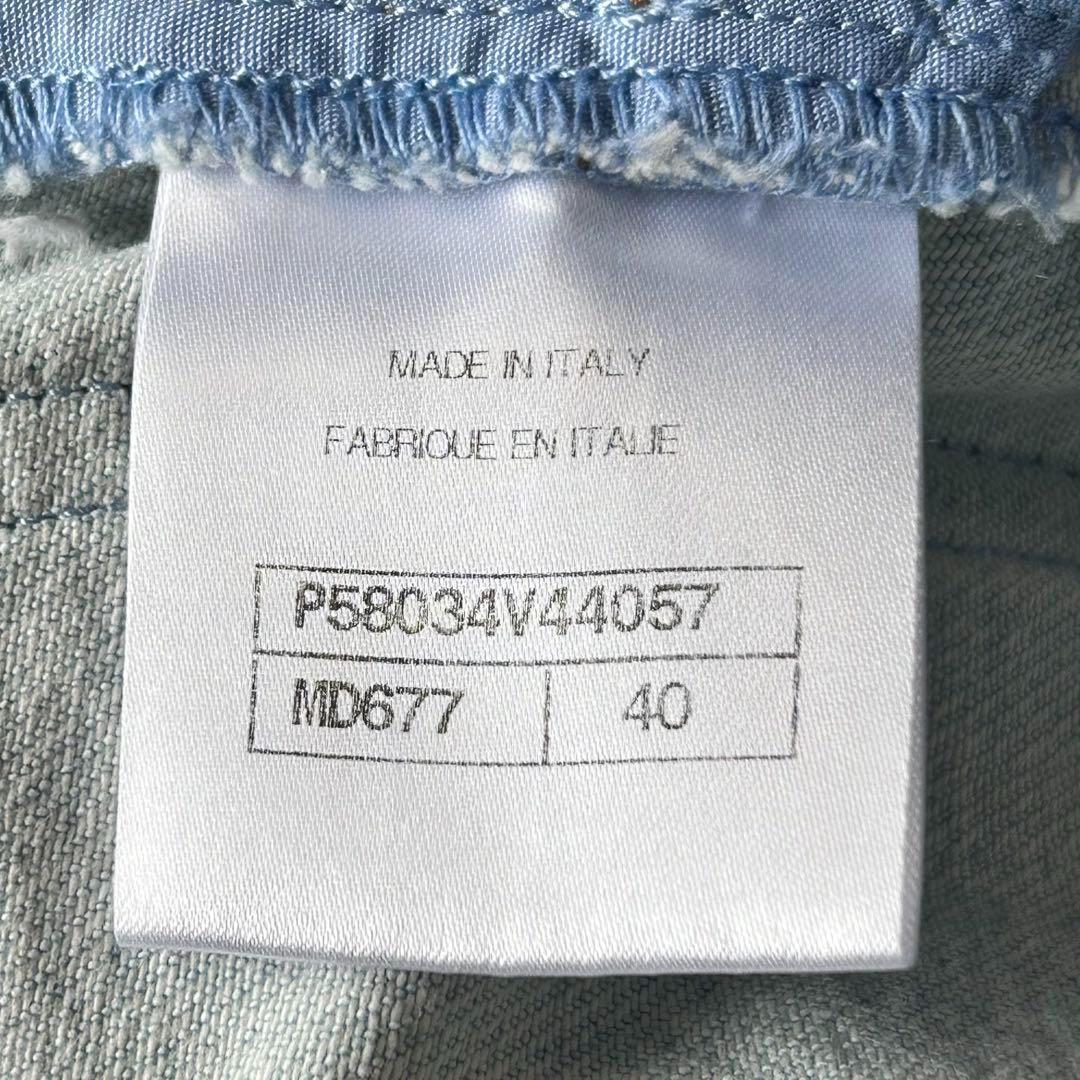 MADE IN ITALY
FABRIQUE EN ITALIE
P58034V44057
MD677 40